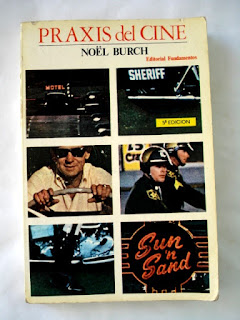 PRAXIS del CINE
NOËL BURCH
Editorial Fundamentos
MOTEL
SHERIFF
5ª EDICION
Sun
'n
Sand